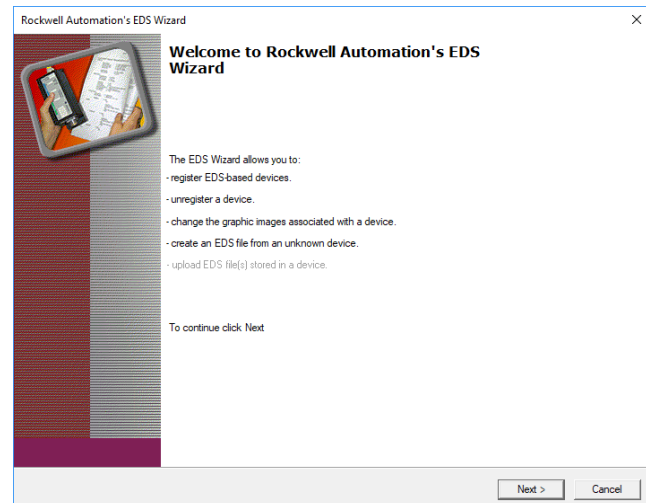 Rockwell Automation's EDS Wizard
Welcome to Rockwell Automation's EDS
Wizard
The EDS Wizard allows you to:
- register EDS-based devices.
- unregister a device.
- change the graphic images associated with a device.
- create an EDS file from an unknown device.
- upload EDS file(s) stored in a device.
To continue click Next
Next >
Cancel